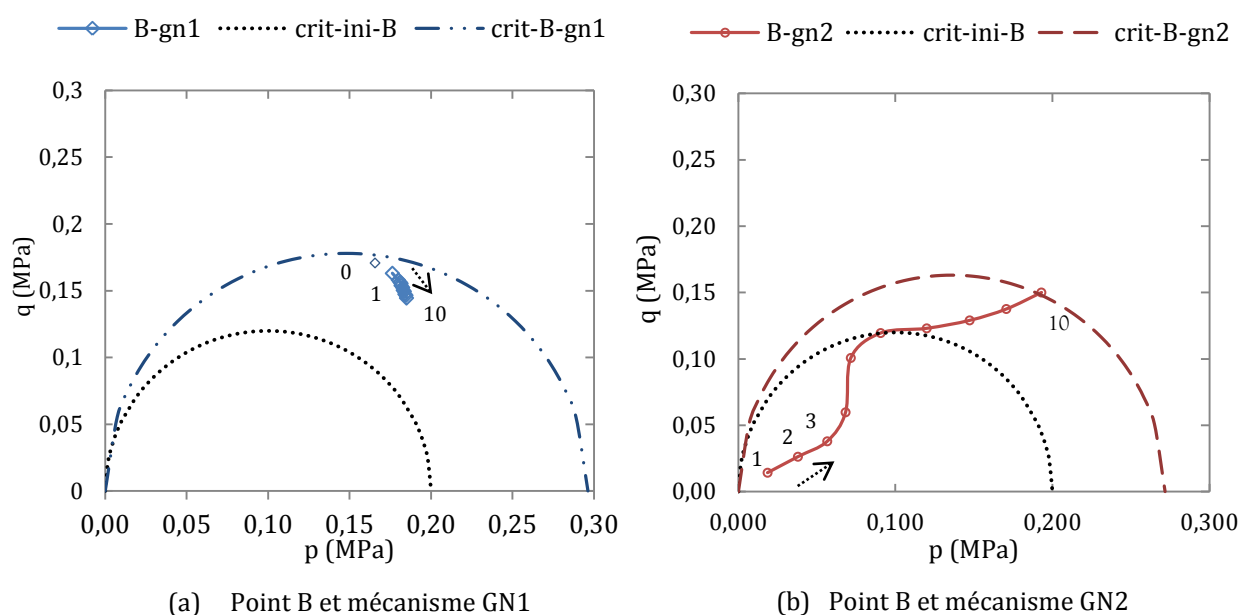 B-gn1 crit-ini-B crit-B-gn1
0,3
0,25
0,2
0,15
0,1
0,05
0
q (MPa)
0
1
10
0,00 0,05 0,10 0,15 0,20 0,25 0,30
p (MPa)
(a) Point B et mécanisme GN1
B-gn2 crit-ini-B crit-B-gn2
0,30
0,25
0,20
0,15
0,10
0,05
0,00
q (MPa)
1
2
3
10
0,000 0,100 0,200 0,300
p (MPa)
(b) Point B et mécanisme GN2